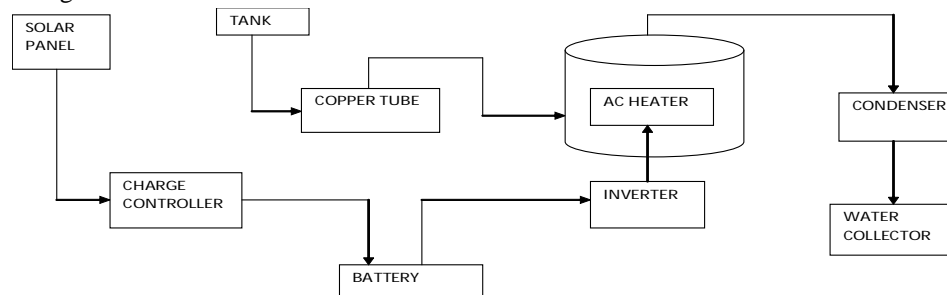 SOLAR
PANEL
TANK
COPPER TUBE
AC HEATER
CONDENSER
CHARGE
CONTROLLER
INVERTER
WATER
COLLECTOR
BATTERY